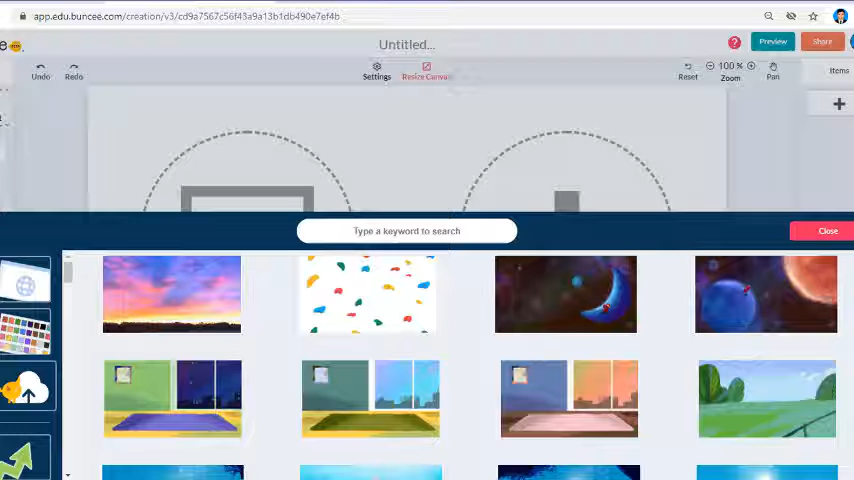 app.edu.buncee.com/creation/v3/cd9a7567c56f43a9a13b1db490e7ef4b
e
Untitled...
?
Preview
Share
Undo
Redo
Settings
Resize Canva
Reset
100 %
Zoom
Pan
Items
Type a keyword to search
Close